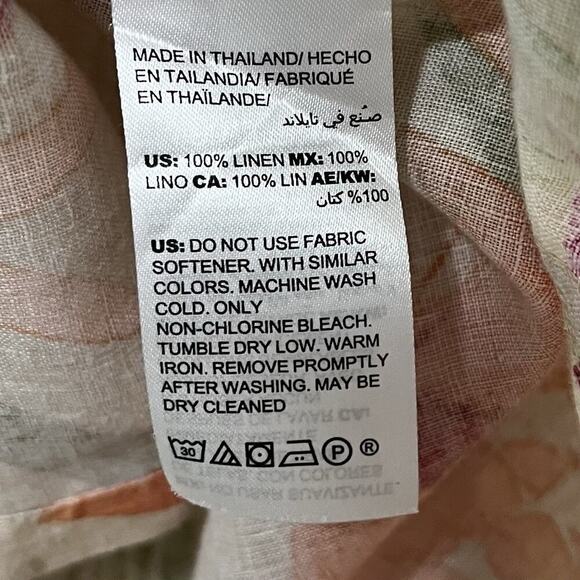 MADE IN THAILAND/ HECHO
EN TAILANDIA/ FABRIQUÉ
EN THAÏLANDE/
صنع في تايلاند
US: 100% LINEN MX: 100%
LINO CA: 100% LIN AE/KW:
100% كتان
US: DO NOT USE FABRIC
SOFTENER. WITH SIMILAR
COLORS. MACHINE WASH
COLD. ONLY
NON-CHLORINE BLEACH.
TUMBLE DRY LOW. WARM
IRON. REMOVE PROMPTLY
AFTER WASHING. MAY BE
DRY CLEANED
30 P ®